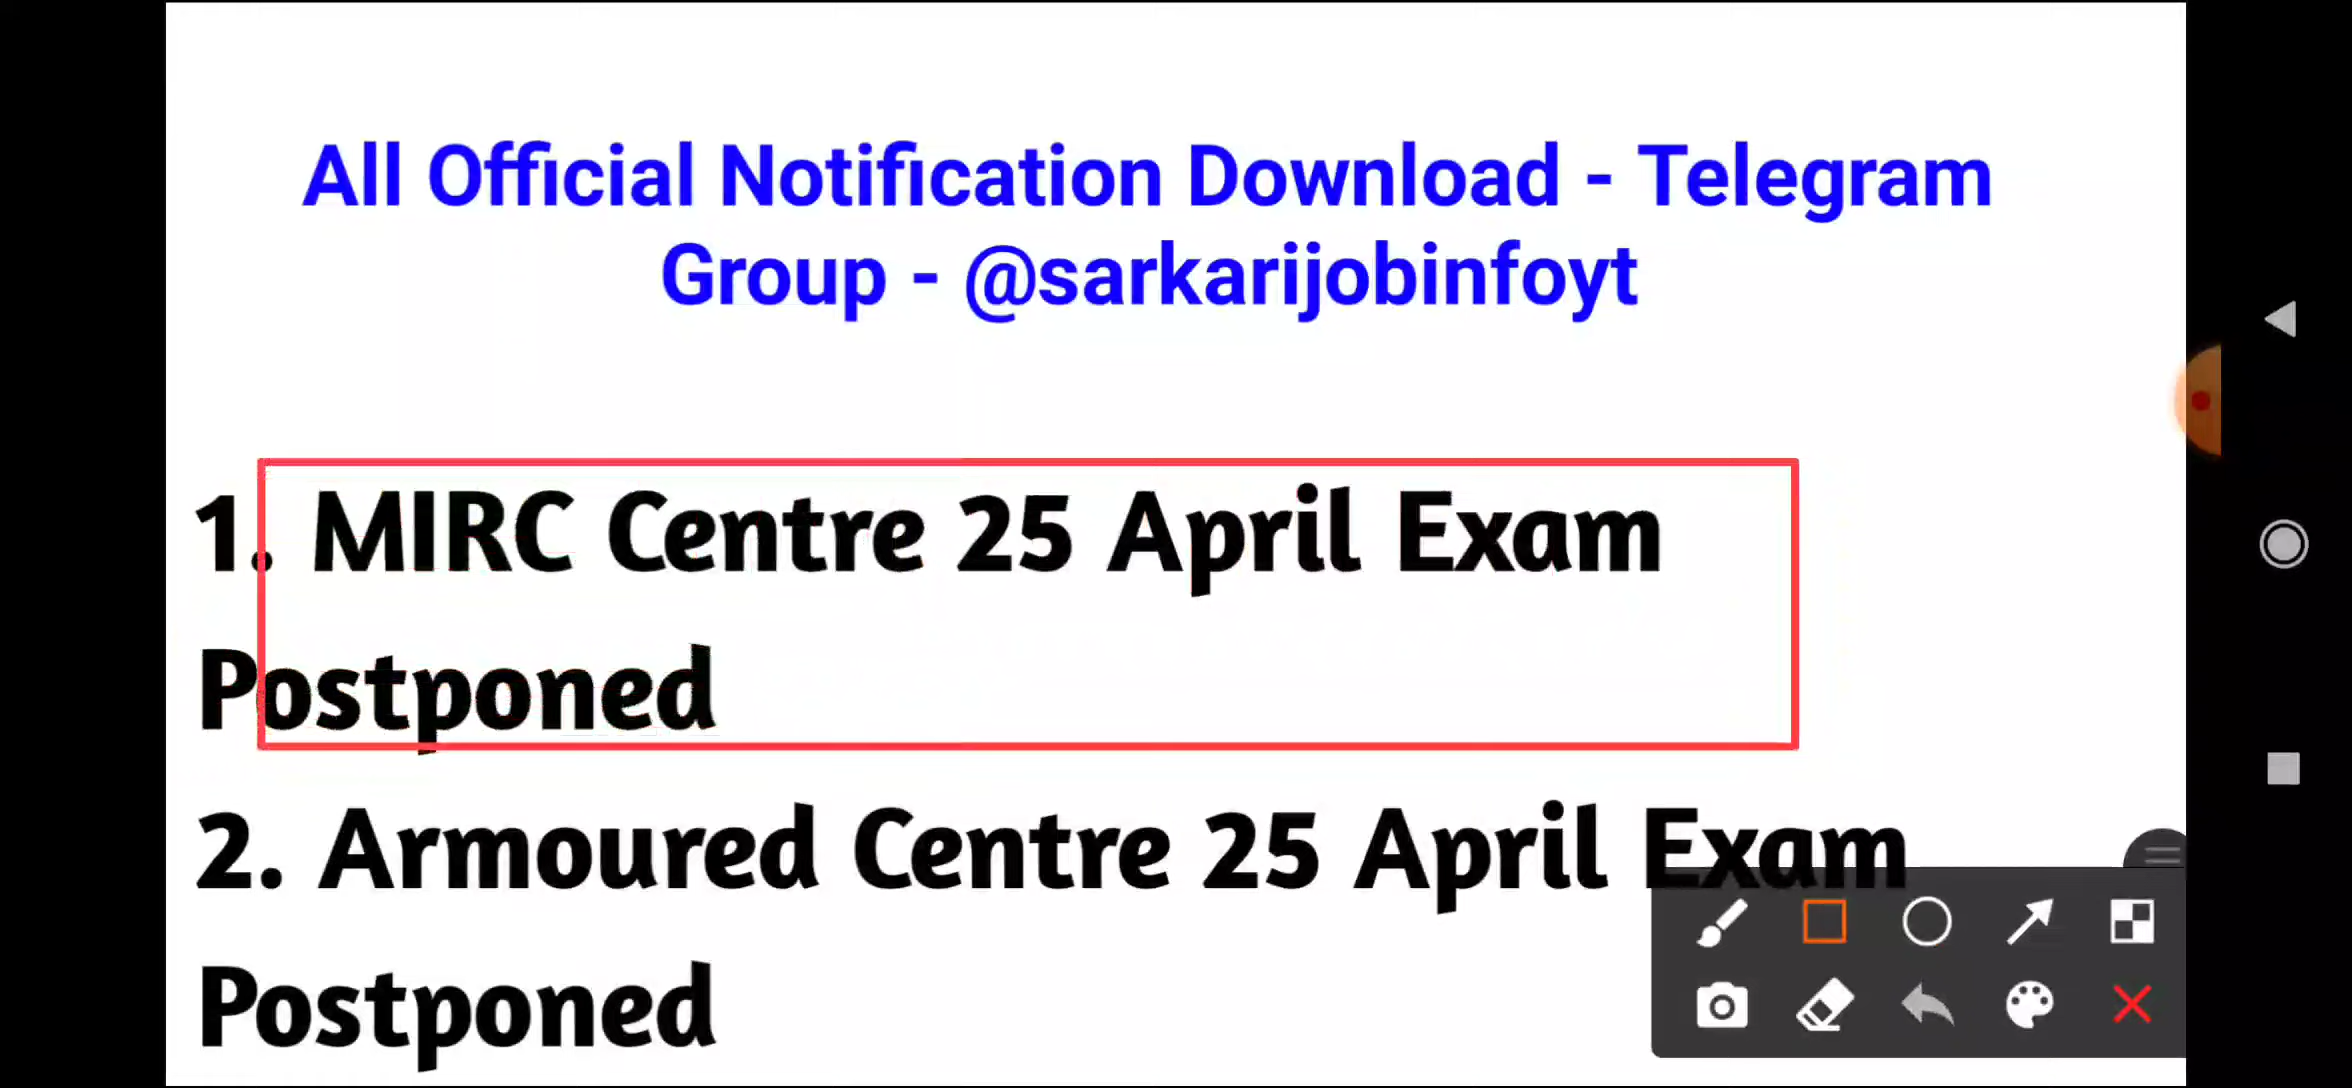 All Official Notification Download - Telegram
Group - @sarkarijobinfoyt
1. MIRC Centre 25 April Exam
Postponed
2. Armoured Centre 25 April Exam
Postponed